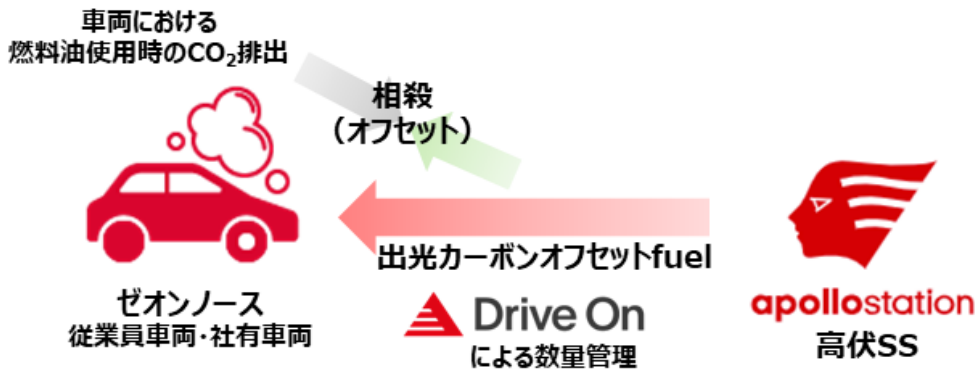 車両における
燃料油使用時のCO₂排出
相殺
（オフセット）
出光カーボンオフセットfuel
ゼオンノース
従業員車両・社有車両
Drive On
による数量管理
apollostation
高伏SS